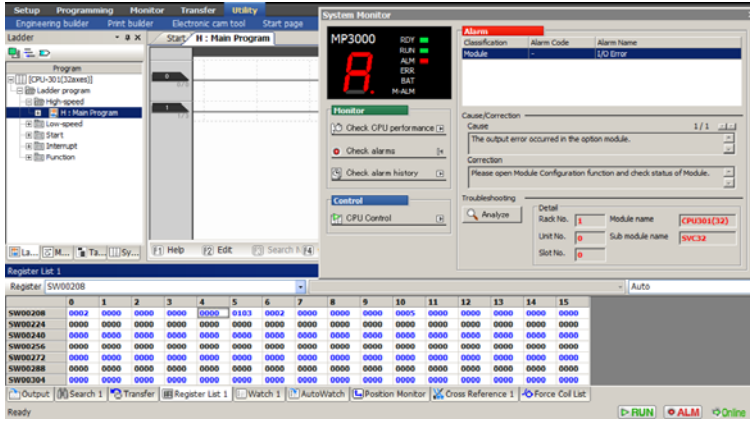 Setup Programming Monitor Transfer Utility
Engineering builder Print builder Electronic cam tool Start page
Ladder
Start H : Main Program
Program
[CPU-301(32axes)]
Ladder program
High-speed
H : Main Program
Low-speed
Start
Interrupt
Function
0
1
La... M... Ta... Sy...
F1 Help F2 Edit F3 Search F4
System Monitor
MP3000
RDY
RUN
ALM
ERR
BAT
M-ALM
Monitor
Check CPU performance
Check alarms
Check alarm history
Control
CPU Control
Alarm
Classification Alarm Code Alarm Name
Module - I/O Error
Cause/Correction
Cause 1 / 1
The output error occurred in the option module.
Correction
Please open Module Configuration function and check status of Module.
Troubleshooting
Analyze
Detail
Rack No. 1 Module name CPU301(32)
Unit No. 0 Sub module name SVC32
Slot No. 0
Register List 1
Register SW00208 Auto
0 1 2 3 4 5 6 7 8 9 10 11 12 13 14 15
SW00208 0002 0000 0000 0000 0000 0103 0002 0000 0000 0000 0005 0000 0000 0000 0000 0000
SW00224 0000 0000 0000 0000 0000 0000 0000 0000 0000 0000 0000 0000 0000 0000 0000 0000
SW00240 0000 0000 0000 0000 0000 0000 0000 0000 0000 0000 0000 0000 0000 0000 0000 0000
SW00256 0000 0000 0000 0000 0000 0000 0000 0000 0000 0000 0000 0000 0000 0000 0000 0000
SW00272 0000 0000 0000 0000 0000 0000 0000 0000 0000 0000 0000 0000 0000 0000 0000 0000
SW00288 0000 0000 0000 0000 0000 0000 0000 0000 0000 0000 0000 0000 0000 0000 0000 0000
SW00304 0000 0000 0000 0000 0000 0000 0000 0000 0000 0000 0000 0000 0000 0000 0000 0000
Output Search 1 Transfer Register List 1 Watch 1 AutoWatch Position Monitor Cross Reference 1 Force Coil List
Ready RUN ALM Online